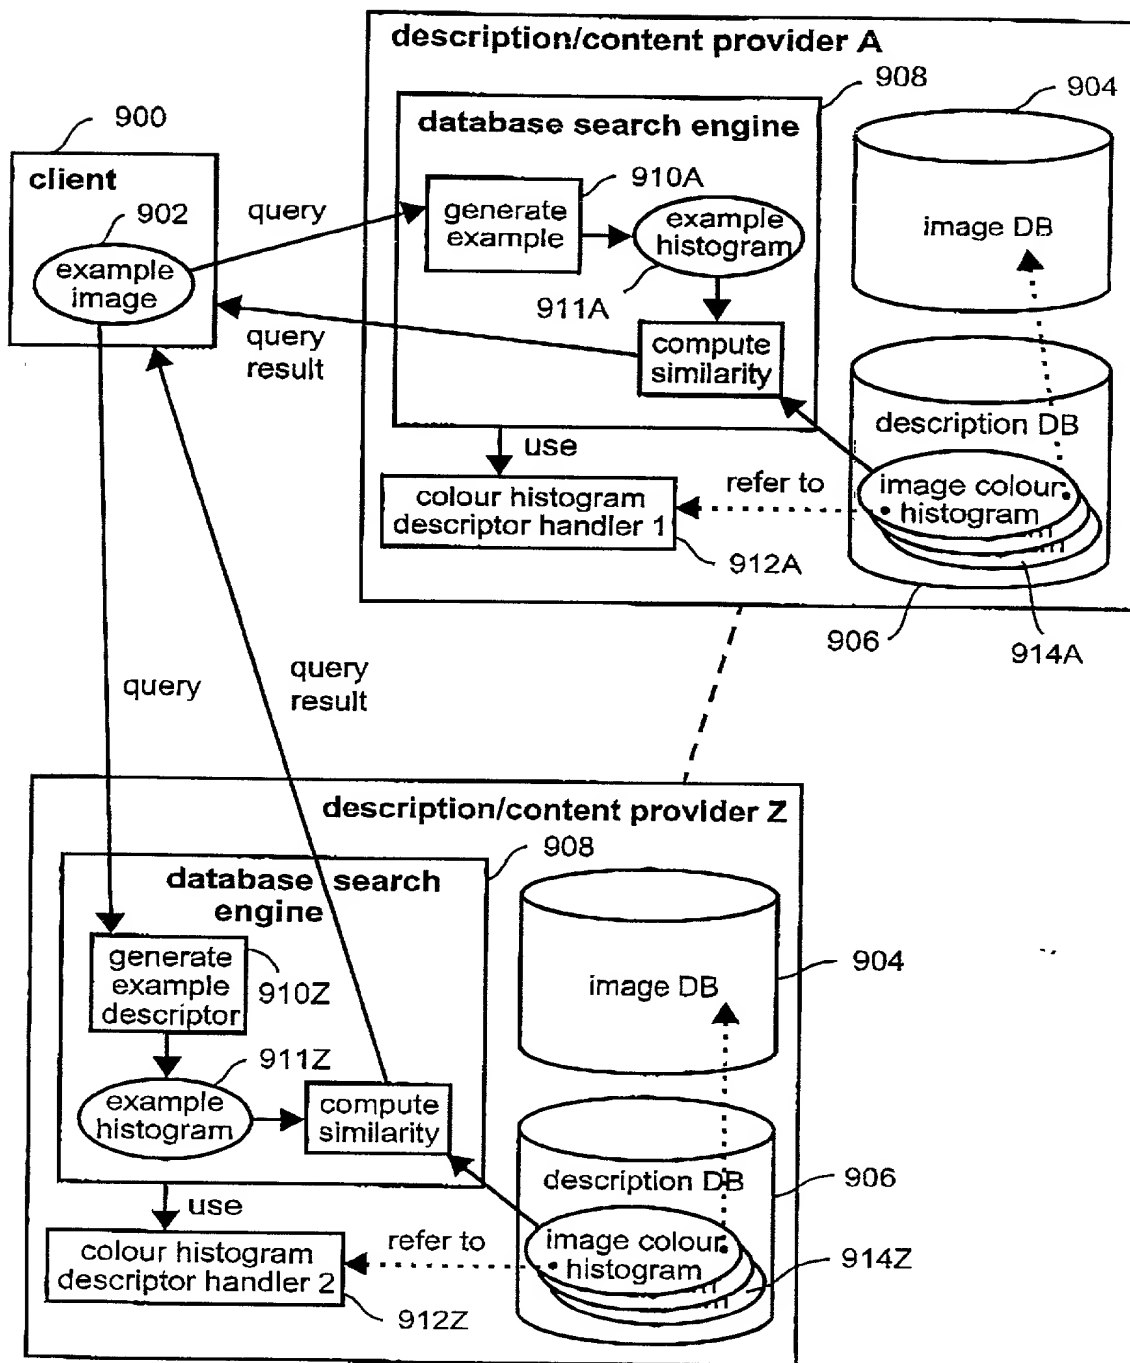 description/content provider A
908
904
900
database search engine
client
910A
902
query
generate
example
example
histogram
image DB
example
image
911A
query
result
compute
similarity
description DB
use
refer to
image colour
histogram
colour histogram
descriptor handler 1
912A
906
914A
query
query
result
description/content provider Z
908
database search
engine
generate
example
descriptor
910Z
904
image DB
911Z
example
histogram
compute
similarity
description DB
906
use
refer to
image colour
histogram
colour histogram
descriptor handler 2
914Z
912Z